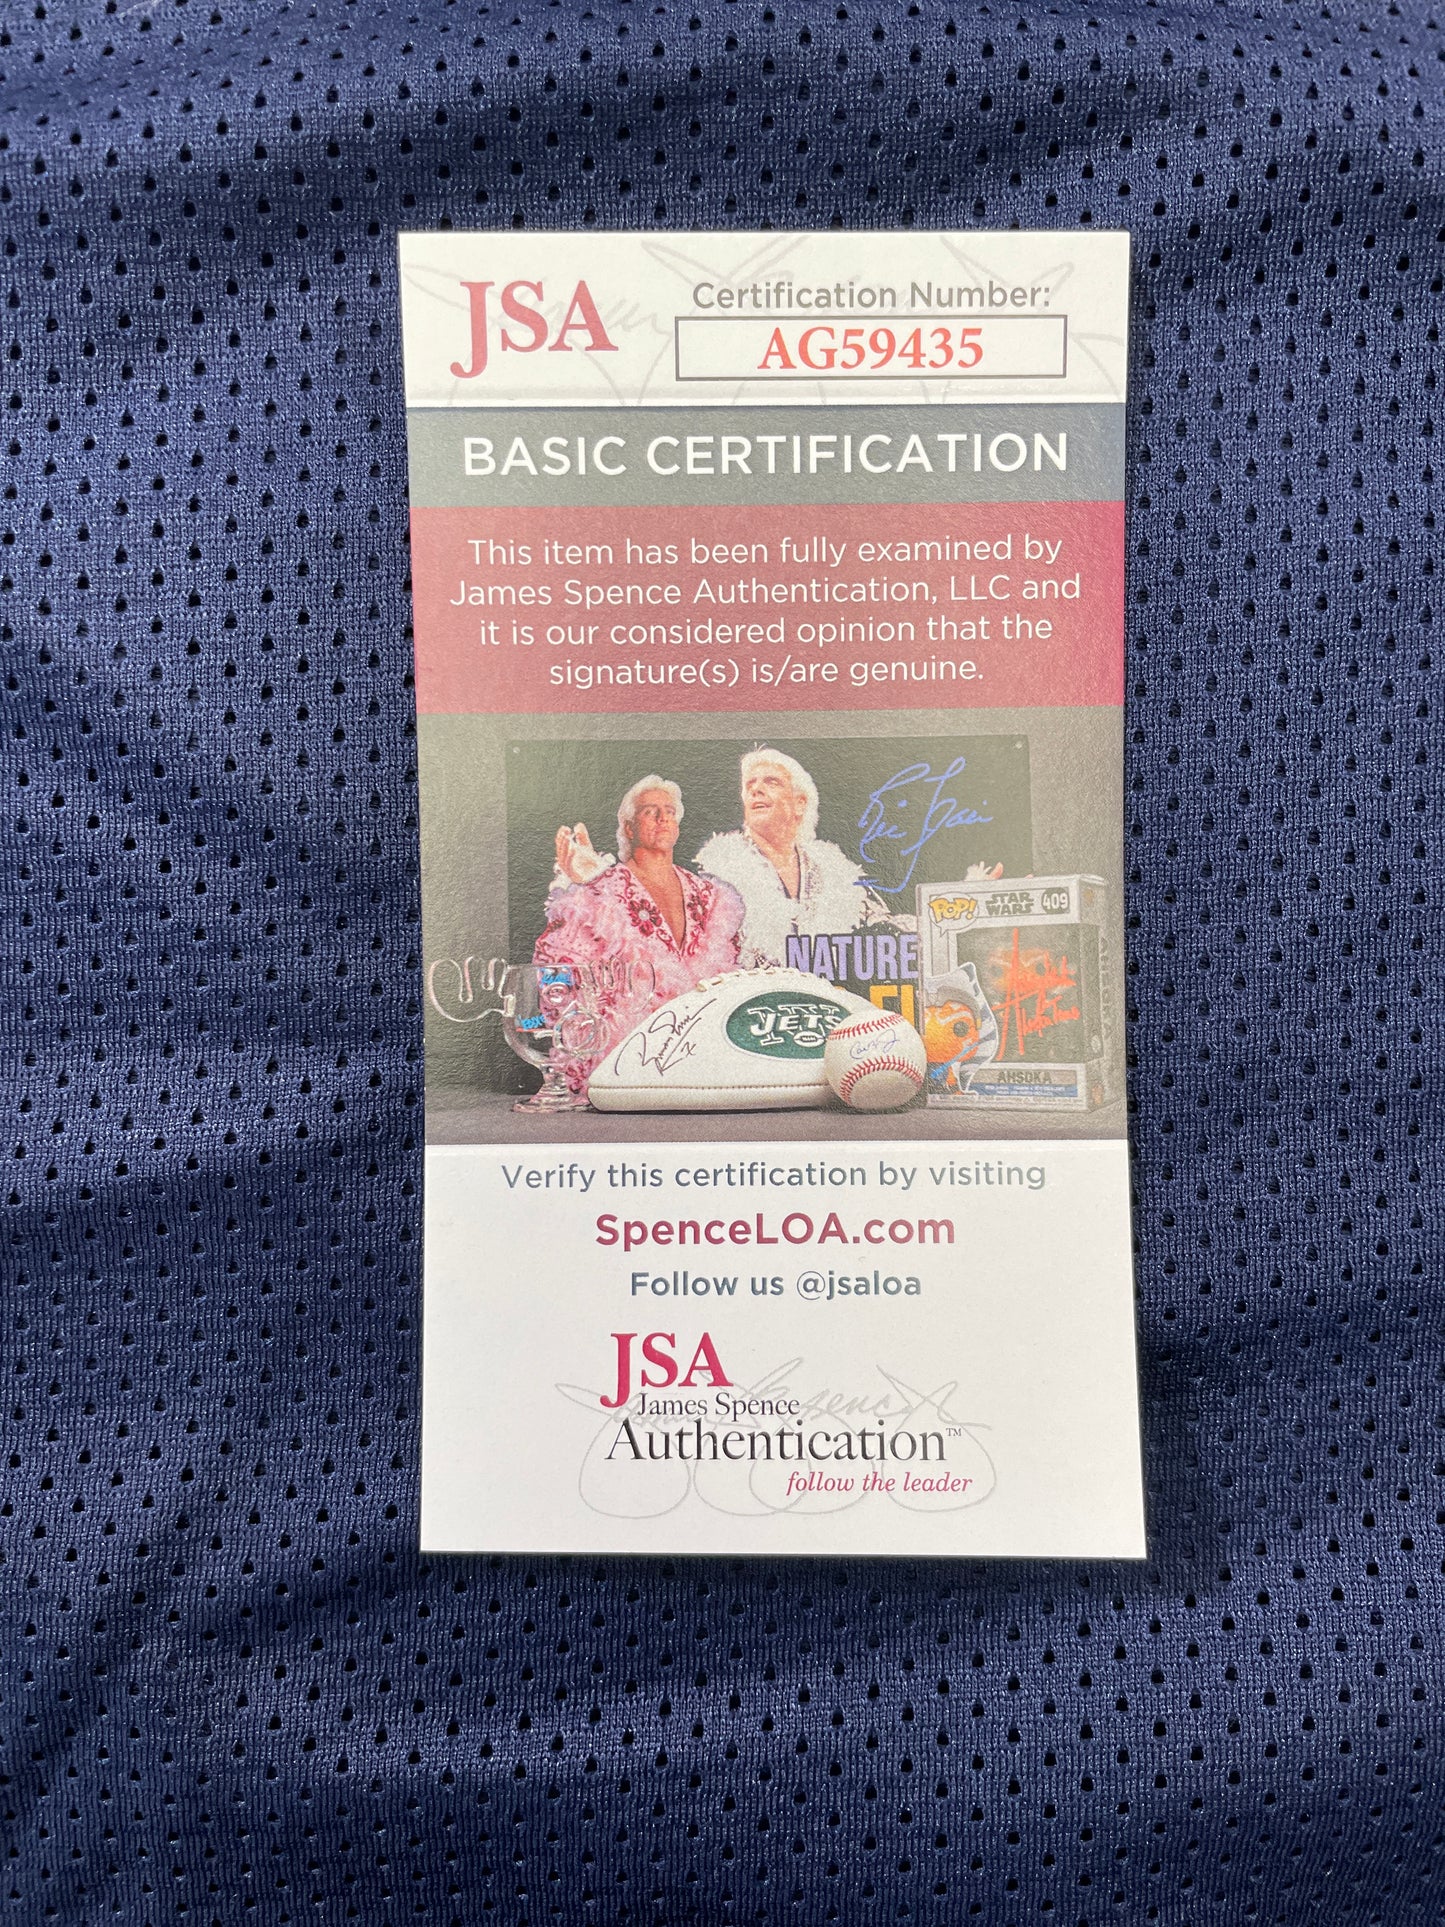 JSA
Certification Number:
AG59435
BASIC CERTIFICATION
This item has been fully examined by
James Spence Authentication, LLC and
it is our considered opinion that the
signature(s) is/are genuine.
POP! STAR WARS 409
NATURE
JETS
AHSOKA
Verify this certification by visiting
SpenceLOA.com
Follow us @jsaloa
JSA
James Spence
Authentication™
follow the leader